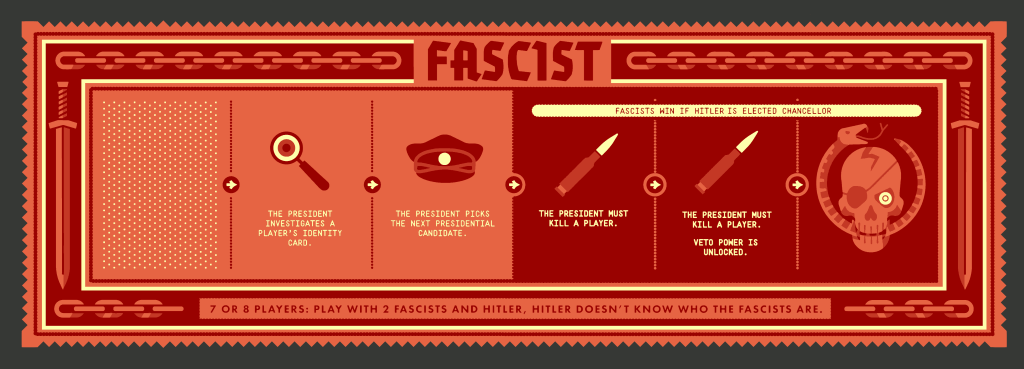 FASCIST
FASCISTS WIN IF HITLER IS ELECTED CHANCELLOR
THE PRESIDENT
INVESTIGATES A
PLAYER'S IDENTITY
CARD.
THE PRESIDENT PICKS
THE NEXT PRESIDENTIAL
CANDIDATE.
THE PRESIDENT MUST
KILL A PLAYER.
THE PRESIDENT MUST
KILL A PLAYER.
VETO POWER IS
UNLOCKED.
7 OR 8 PLAYERS: PLAY WITH 2 FASCISTS AND HITLER, HITLER DOESN'T KNOW WHO THE FASCISTS ARE.